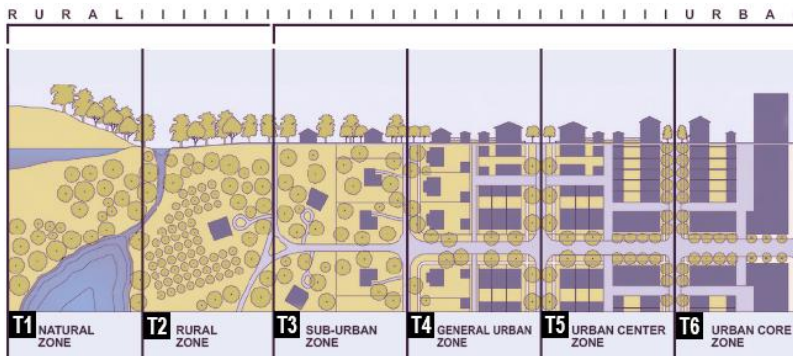 R U R A L I I I I I I I I I I I I I I I I I I I I I I I I I U R B A
T1 NATURAL ZONE
T2 RURAL ZONE
T3 SUB-URBAN ZONE
T4 GENERAL URBAN ZONE
T5 URBAN CENTER ZONE
T6 URBAN CORE ZONE